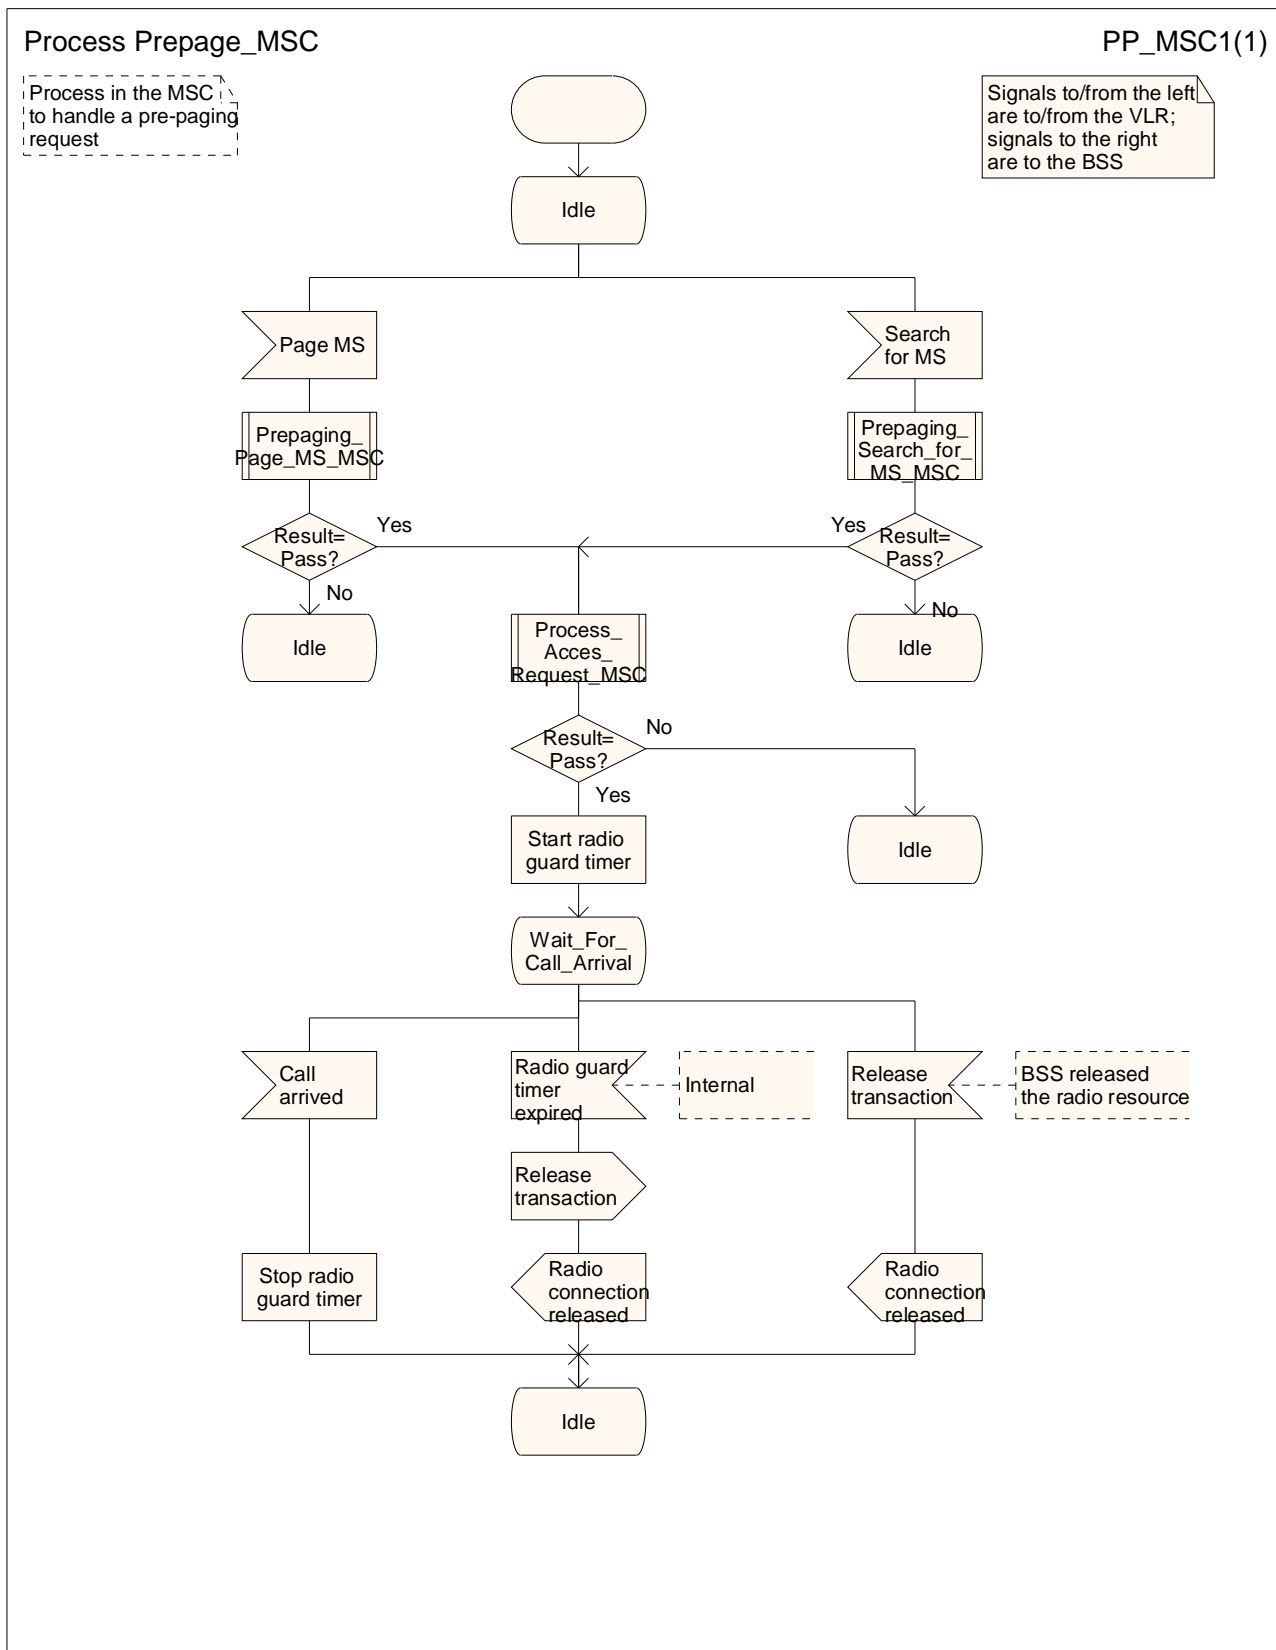 Process Prepage_MSC
PP_MSC1(1)
Process in the MSC
to handle a pre-paging
request
Signals to/from the left
are to/from the VLR;
signals to the right
are to the BSS
Idle
Page MS
Search
for MS
Prepaging_
Page_MS_MSC
Prepaging_
Search_for_
MS_MSC
Result=
Pass?
Yes
No
Yes
Result=
Pass?
No
Idle
Process_
Acces_
Request_MSC
Idle
Result=
Pass?
No
Yes
Start radio
guard timer
Idle
Wait_For_
Call_Arrival
Call
arrived
Radio guard
timer
expired
Internal
Release
transaction
BSS released
the radio resource
Release
transaction
Stop radio
guard timer
Radio
connection
released
Radio
connection
released
Idle